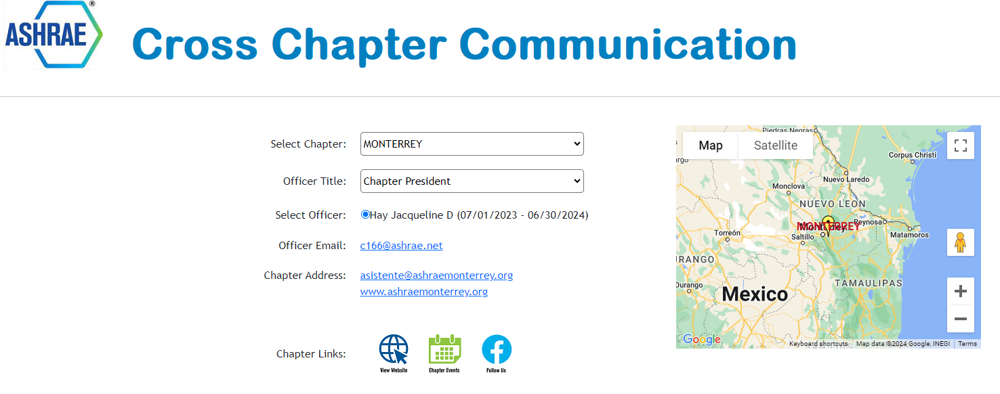 ASHRAE®
Cross Chapter Communication
Select Chapter: MONTERREY
Officer Title: Chapter President
Select Officer: Hay Jacqueline D (07/01/2023 - 06/30/2024)
Officer Email: c166@ashrae.net
Chapter Address: asistente@ashraemonterrey.org
www.ashraemonterrey.org
Chapter Links:
View Website
Chapter Events
Follow Us
Piedras Negras
Map
Satellite
argo
Corpus Christi
Nuevo Laredo
Monclova
NUEVO LEON
MONTERREY
Monterrey
Reynosa
Saltillo
Matamoros
Torreón
URANGO
TAMAULIPAS
Durango
Mexico
Google
Keyboard shortcuts
Map data ©2024 Google, INEGI
Terms